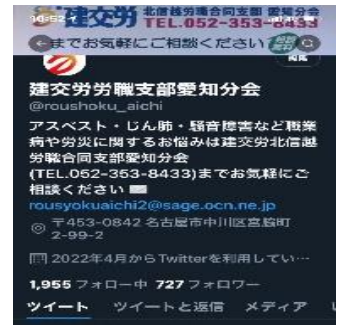 建交労 北信越労職合同支部 愛知分会
TEL.052-353-8433
までお気軽にご相談ください 相談無料
建交労労職支部愛知分会
@roushoku_aichi
アスベスト・じん肺・騒音障害など職業
病や労災に関するお悩みは建交労北信越
労職合同支部愛知分会
(TEL.052-353-8433)までお気軽にご
相談ください
rousyokuaichi2@sage.ocn.ne.jp
〒453-0842 名古屋市中川区宮脇町
2-99-2
2022年4月からTwitterを利用してい…
1,955 フォロー中 727 フォロワー
ツイート ツイートと返信 メディア い